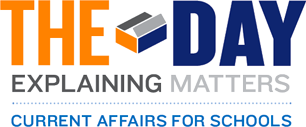 THE DAY
EXPLAINING MATTERS
CURRENT AFFAIRS FOR SCHOOLS